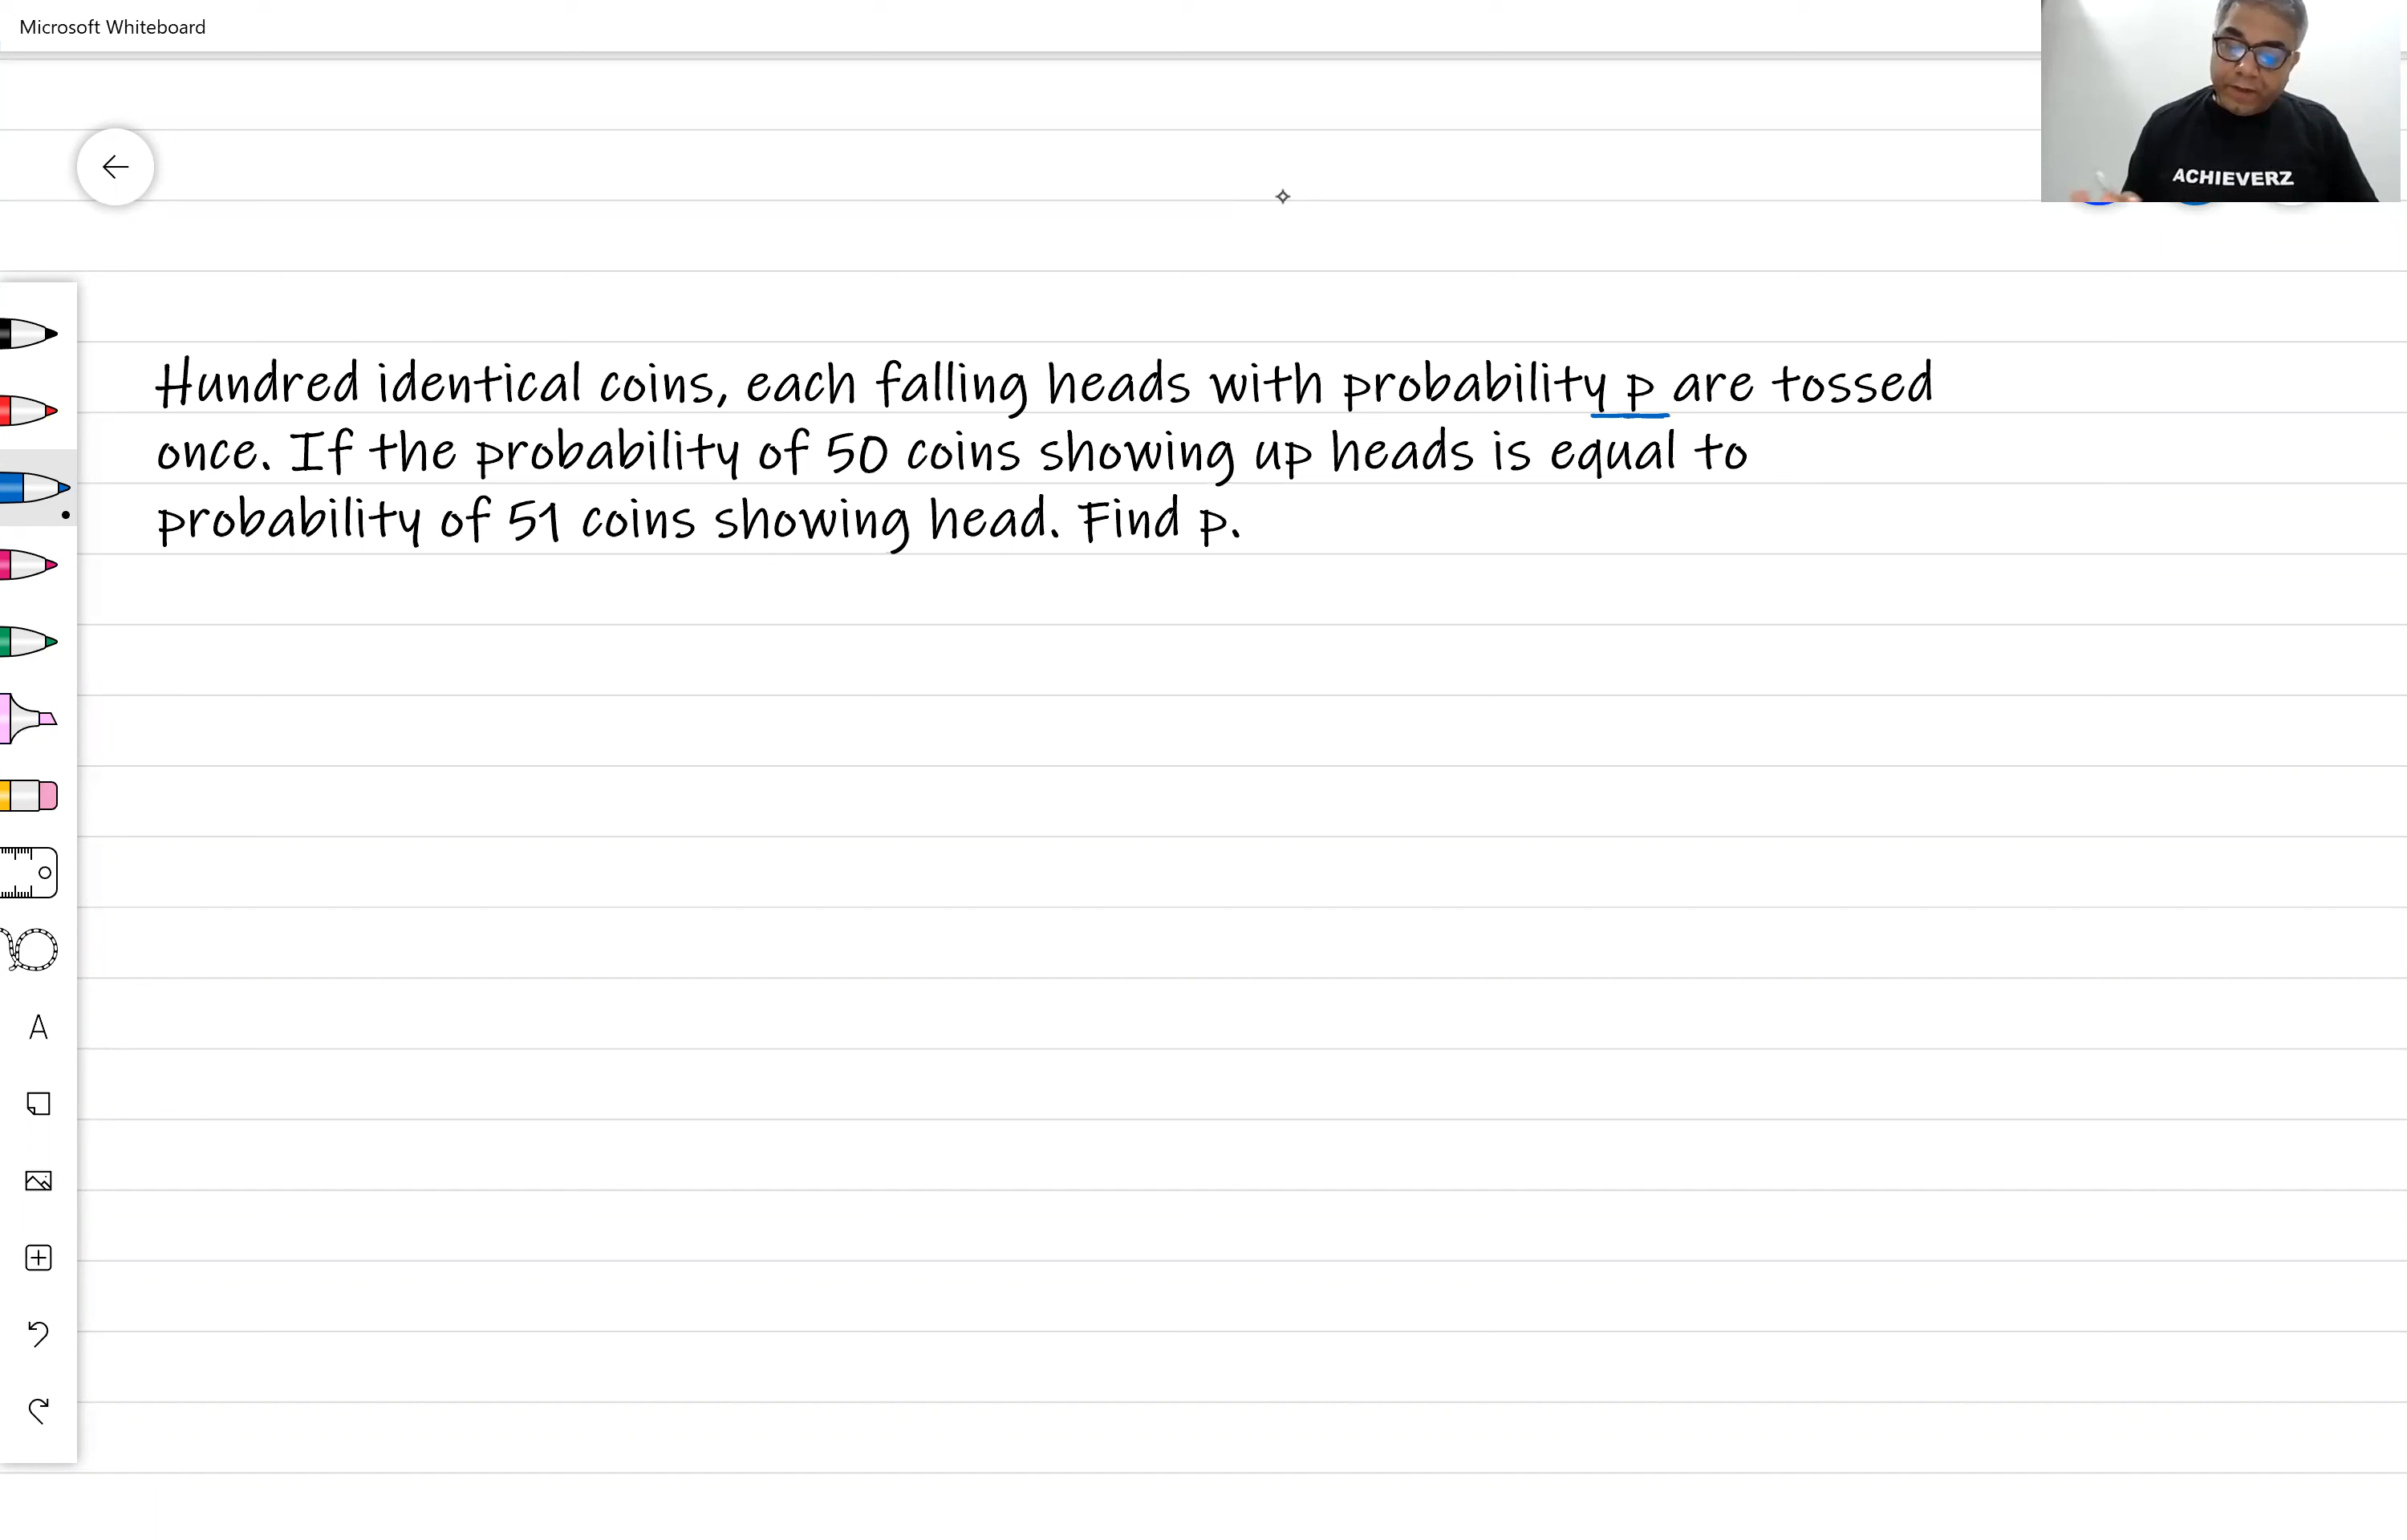 Microsoft Whiteboard
ACHIEVERZ
Hundred identical coins, each falling heads with probability p are tossed
once. If the probability of 50 coins showing up heads is equal to
probability of 51 coins showing head. Find p.
A